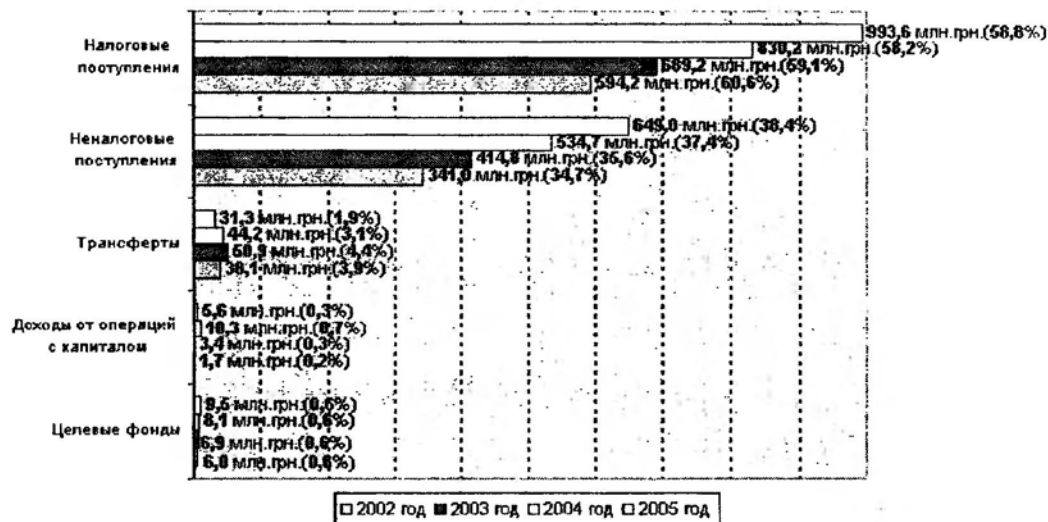 Налоговые
поступления
993,6 млн.грн.(58,8%)
830,2 млн.грн.(58,2%)
689,2 млн.грн.(59,1%)
594,2 млн.грн.(60,6%)
Неналоговые
поступления
649,0 млн.грн.(38,4%)
534,7 млн.грн.(37,4%)
414,8 млн.грн.(35,6%)
341,0 млн.грн.(34,7%)
Трансферты
31,3 млн.грн.(1,9%)
44,2 млн.грн.(3,1%)
50,9 млн.грн.(4,4%)
38,1 млн.грн.(3,9%)
Доходы от операций
с капиталом
5,6 млн.грн.(0,3%)
10,3 млн.грн.(0,7%)
3,4 млн.грн.(0,3%)
1,7 млн.грн.(0,2%)
Целевые фонды
9,5 млн.грн.(0,6%)
8,1 млн.грн.(0,6%)
6,9 млн.грн.(0,6%)
6,0 млн.грн.(0,6%)
2002 год 2003 год 2004 год 2005 год